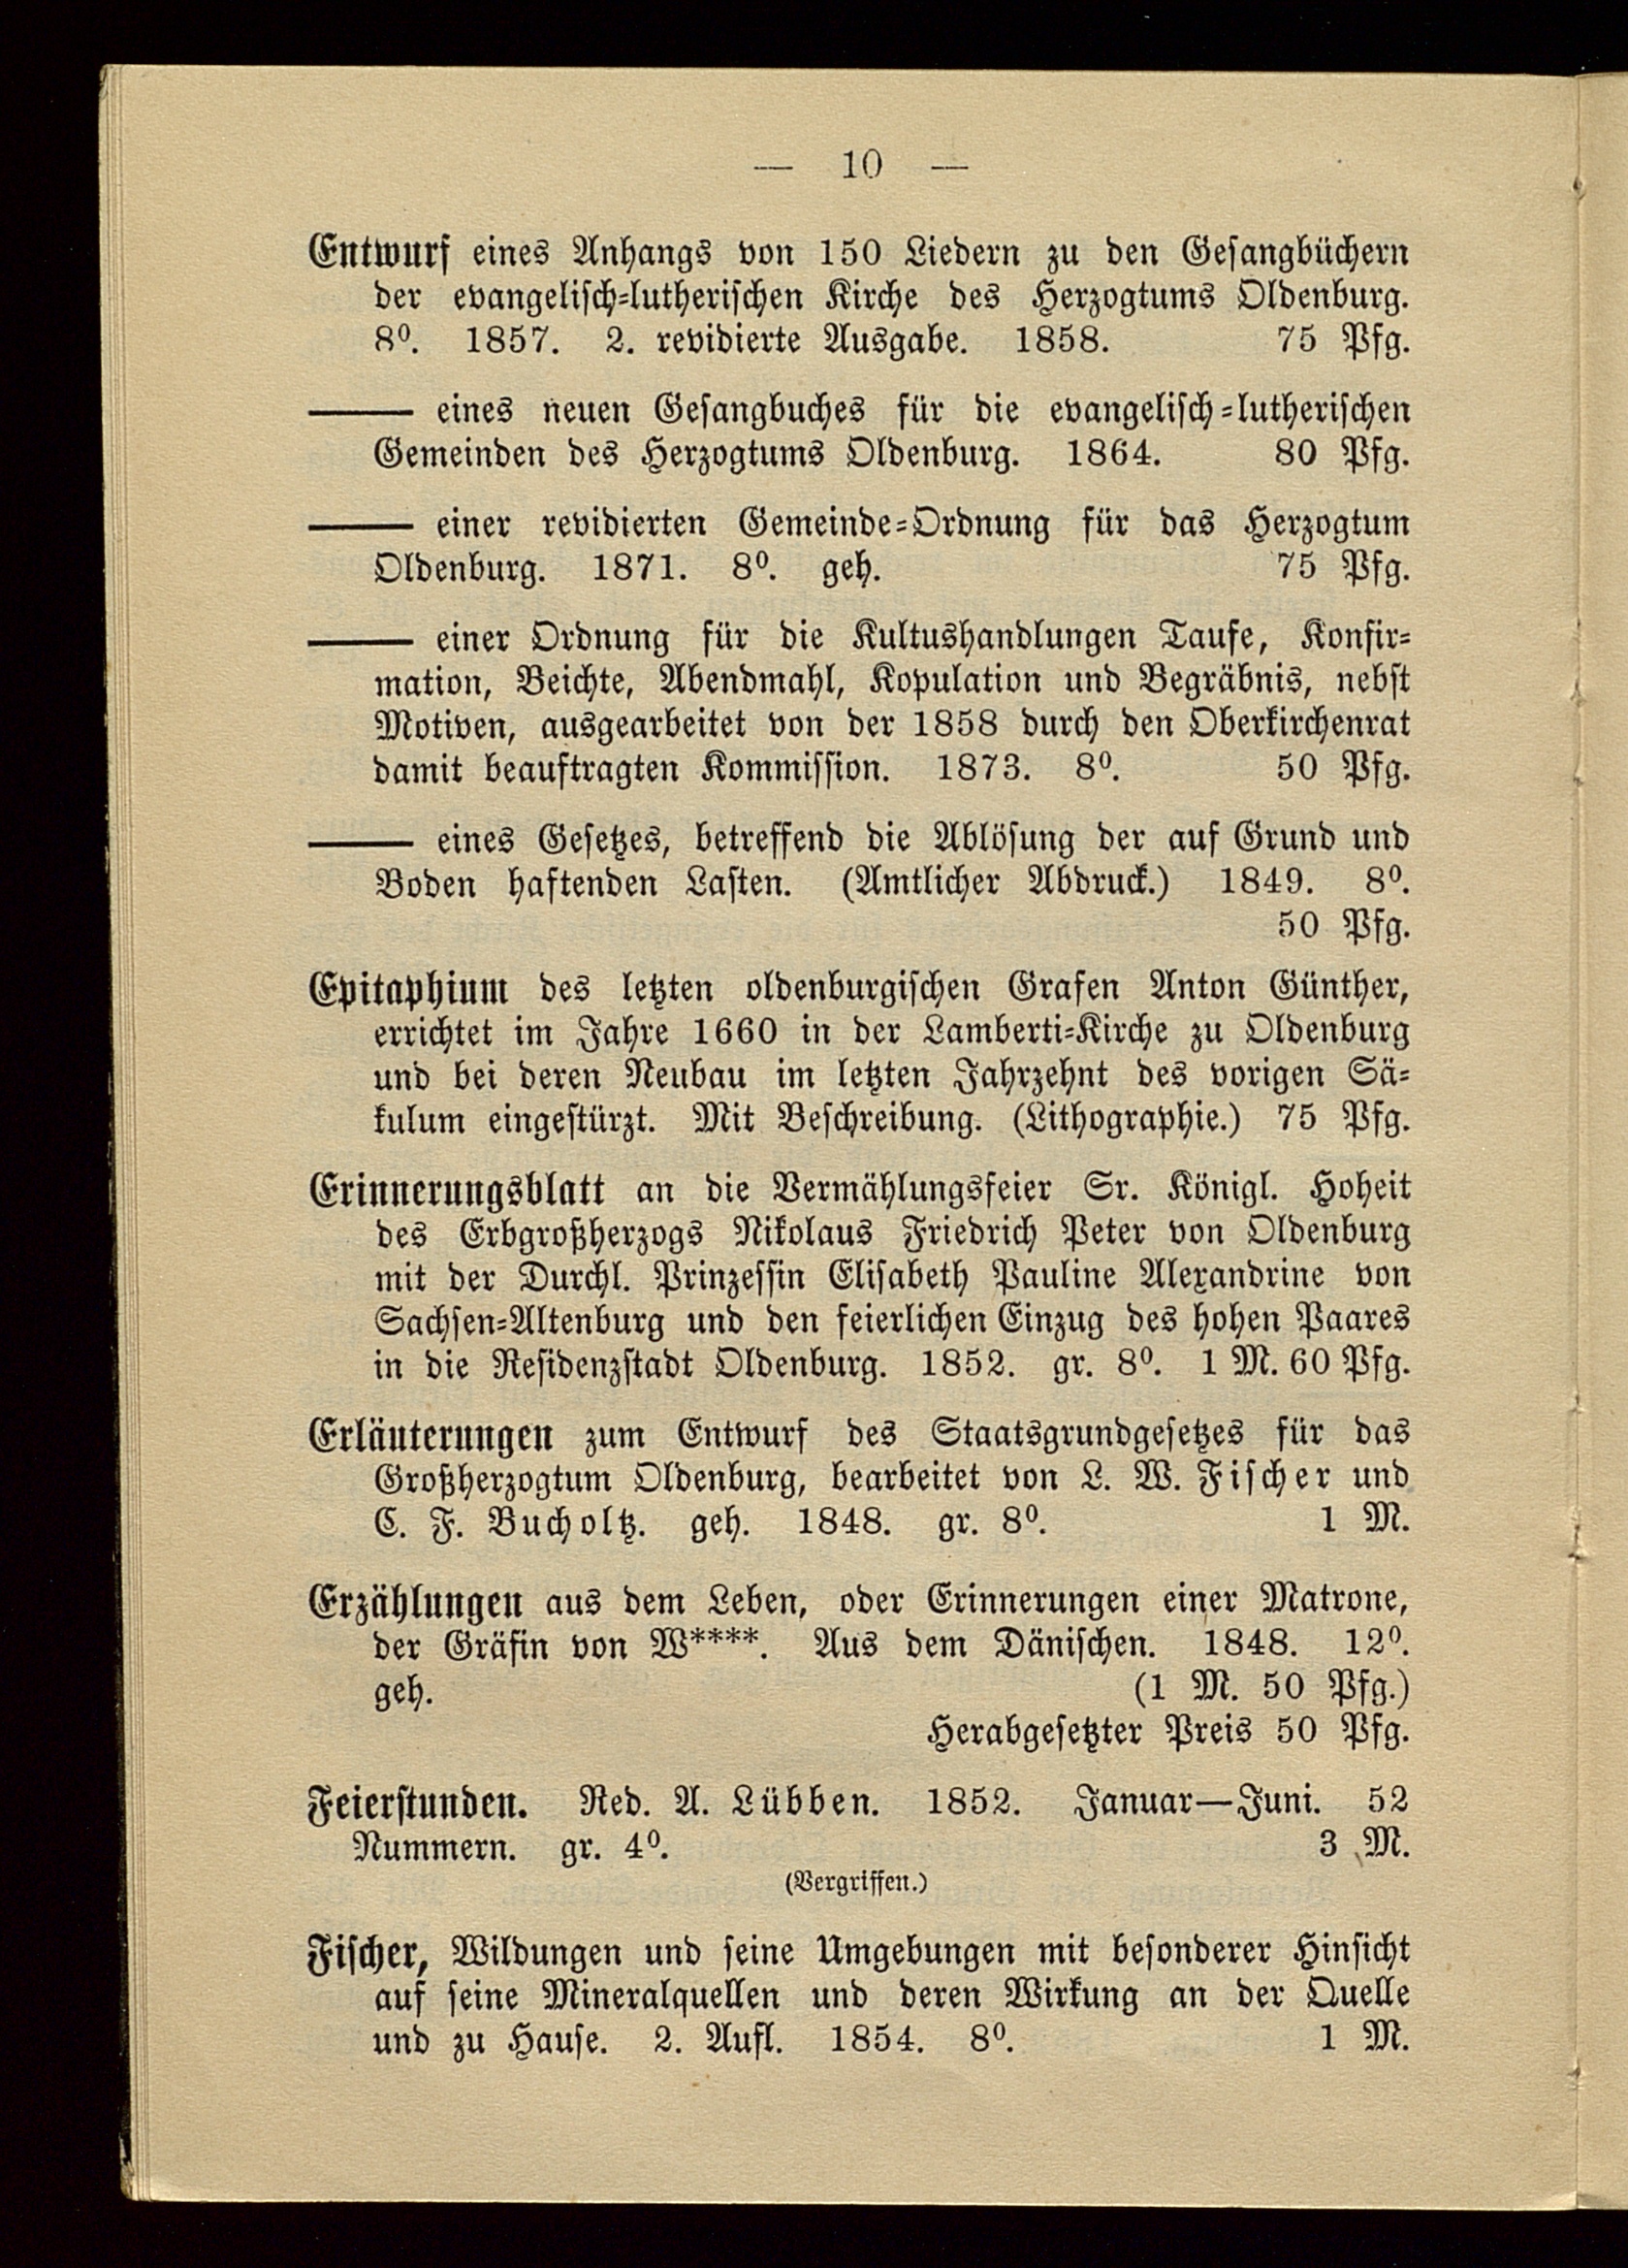 — 10 —
Entwurf eines Anhangs von 150 Liedern zu den Gesangbüchern
der evangelisch-lutherischen Kirche des Herzogtums Oldenburg.
8⁰. 1857. 2. revidierte Ausgabe. 1858. 75 Pfg.
—— eines neuen Gesangbuches für die evangelisch-lutherischen
Gemeinden des Herzogtums Oldenburg. 1864. 80 Pfg.
—— einer revidierten Gemeinde-Ordnung für das Herzogtum
Oldenburg. 1871. 8⁰. geh. 75 Pfg.
—— einer Ordnung für die Kultushandlungen Taufe, Konfir-
mation, Beichte, Abendmahl, Kopulation und Begräbnis, nebst
Motiven, ausgearbeitet von der 1858 durch den Oberkirchenrat
damit beauftragten Kommission. 1873. 8⁰. 50 Pfg.
—— eines Gesetzes, betreffend die Ablösung der auf Grund und
Boden haftenden Lasten. (Amtlicher Abdruck.) 1849. 8⁰.
50 Pfg.
Epitaphium des letzten oldenburgischen Grafen Anton Günther,
errichtet im Jahre 1660 in der Lamberti-Kirche zu Oldenburg
und bei deren Neubau im letzten Jahrzehnt des vorigen Sä-
kulum eingestürzt. Mit Beschreibung. (Lithographie.) 75 Pfg.
Erinnerungsblatt an die Vermählungsfeier Sr. Königl. Hoheit
des Erbgroßherzogs Nikolaus Friedrich Peter von Oldenburg
mit der Durchl. Prinzessin Elisabeth Pauline Alexandrine von
Sachsen-Altenburg und den feierlichen Einzug des hohen Paares
in die Residenzstadt Oldenburg. 1852. gr. 8⁰. 1 M. 60 Pfg.
Erläuterungen zum Entwurf des Staatsgrundgesetzes für das
Großherzogtum Oldenburg, bearbeitet von L. W. Fischer und
C. F. Bucholtz. geh. 1848. gr. 8⁰. 1 M.
Erzählungen aus dem Leben, oder Erinnerungen einer Matrone,
der Gräfin von W****. Aus dem Dänischen. 1848. 12⁰.
geh. (1 M. 50 Pfg.)
Herabgesetzter Preis 50 Pfg.
Feierstunden. Red. A. Lübben. 1852. Januar—Juni. 52
Nummern. gr. 4⁰. 3 M.
(Vergriffen.)
Fischer, Wildungen und seine Umgebungen mit besonderer Hinsicht
auf seine Mineralquellen und deren Wirkung an der Quelle
und zu Hause. 2. Aufl. 1854. 8⁰. 1 M.